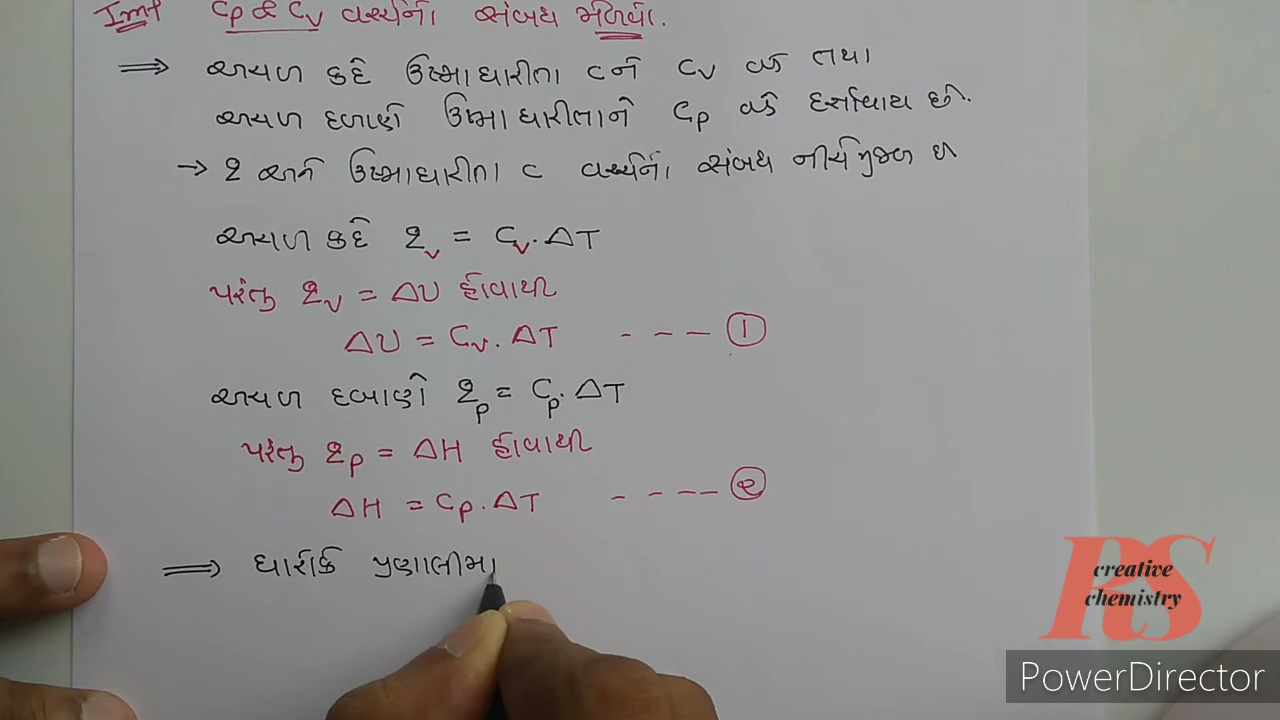 Imp Cp & Cv વચ્ચેનો સંબંધ મેળવો.
⟹ અચળ કદે ઉષ્માધારીતા C ને Cv વડે તથા
અચળ દબાણે ઉષ્માધારીતાને Cp વડે દર્સાવાય છે.
→ q અને ઉષ્માધારીતા C વચ્ચેનો સંબંધ નીચે મુજબ છે
અચળ કદે qv = Cv. ΔT
પરંતુ qv = ΔU હોવાથી
ΔU = Cv. ΔT - - - - ①
અચળ દબાણે qp = Cp. ΔT
પરંતુ qp = ΔH હોવાથી
ΔH = Cp. ΔT - - - - ②
⟹ ધારોકે પ્રણાલીમા
RS
creative
chemistry
PowerDirector